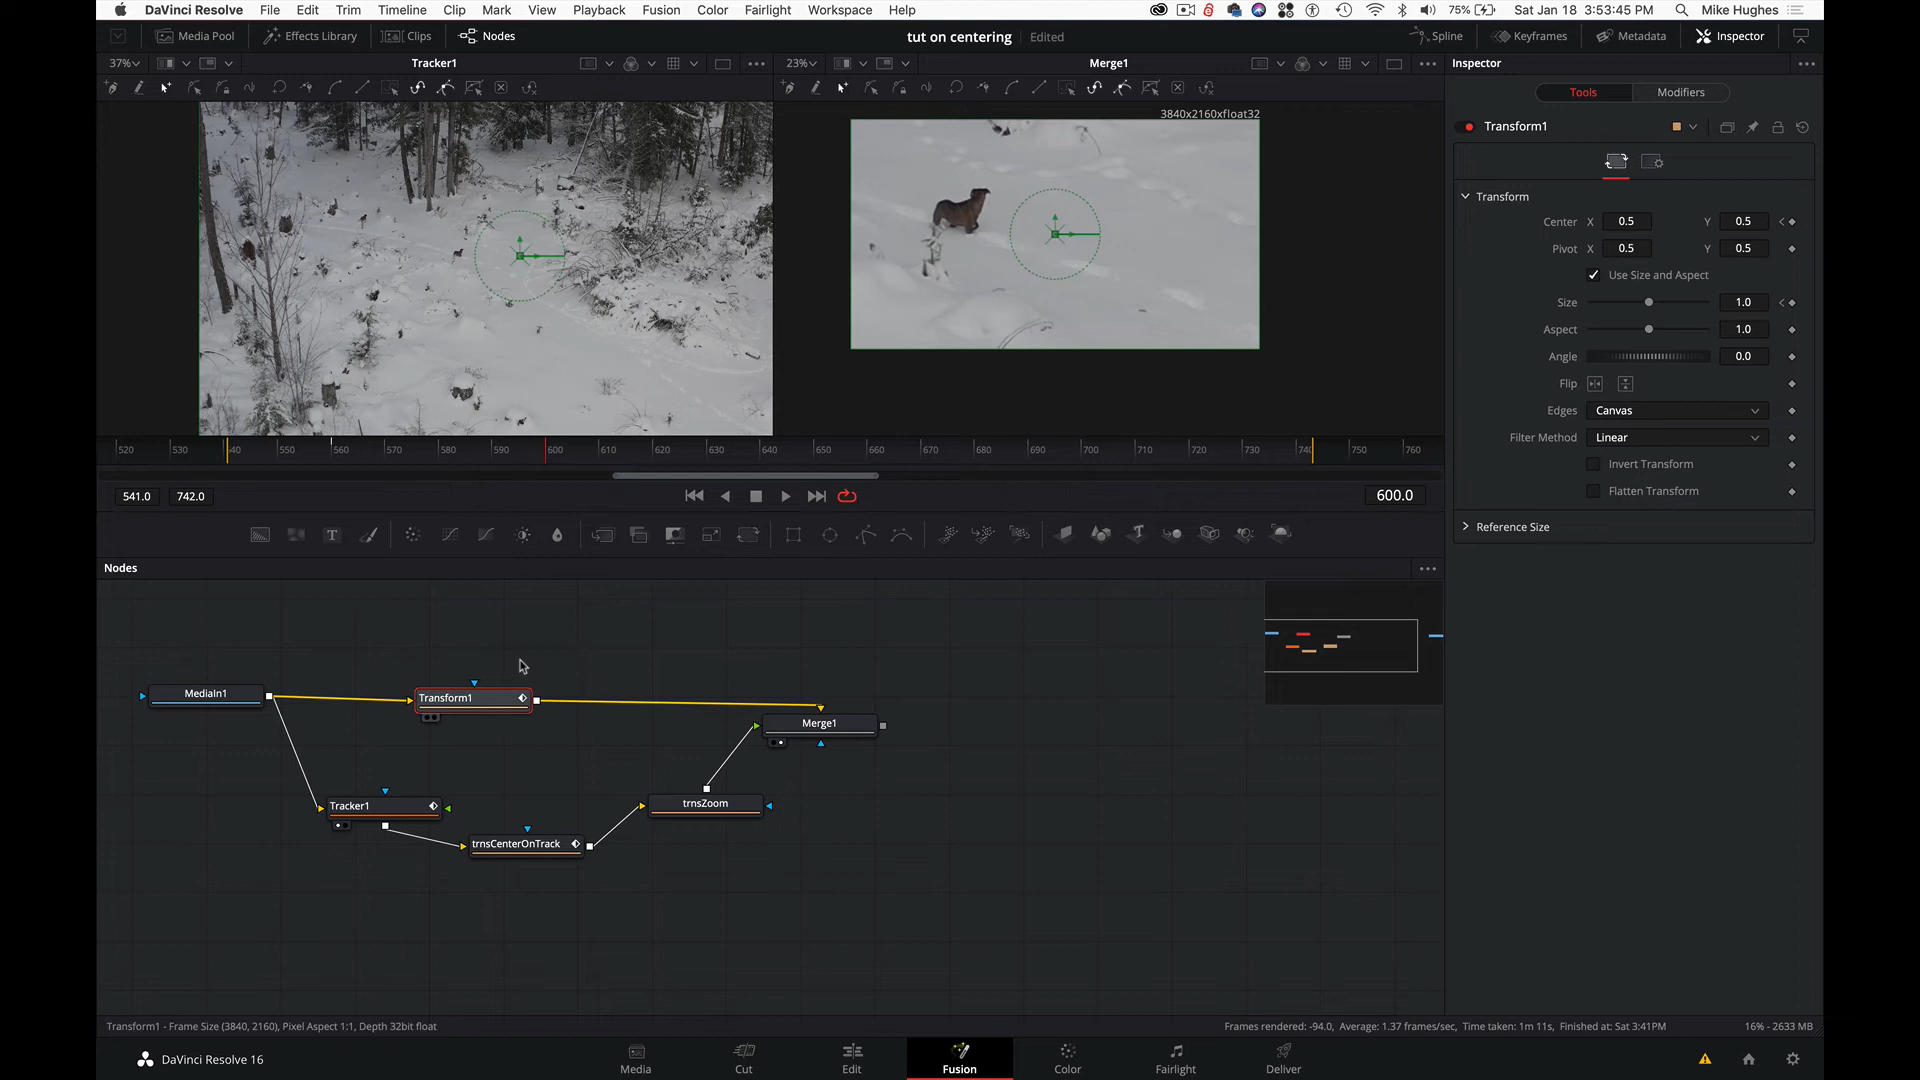 DaVinci Resolve File Edit Trim Timeline Clip Mark View Playback Fusion Color Fairlight Workspace Help 75% Sat Jan 18 3:53:45 PM Mike Hughes
Media Pool Effects Library Clips Nodes tut on centering Edited Spline Keyframes Metadata Inspector
37% Tracker1 23% Merge1 Inspector
Tools Modifiers
3840x2160xfloat32
Transform1
Transform
Center X 0.5 Y 0.5
Pivot X 0.5 Y 0.5
Use Size and Aspect
Size 1.0
Aspect 1.0
Angle 0.0
Flip
Edges Canvas
Filter Method Linear
Invert Transform
Flatten Transform
Reference Size
520 530 540 550 560 570 580 590 600 610 620 630 640 650 660 670 680 690 700 710 720 730 740 750 760
541.0 742.0 600.0
Nodes
MediaIn1
Transform1
Merge1
Tracker1
trnsZoom
trnsCenterOnTrack
Transform1 - Frame Size (3840, 2160), Pixel Aspect 1:1, Depth 32bit float Frames rendered: -94.0, Average: 1.37 frames/sec, Time taken: 1m 11s, Finished at: Sat 3:41PM 16% - 2633 MB
DaVinci Resolve 16 Media Cut Edit Fusion Color Fairlight Deliver